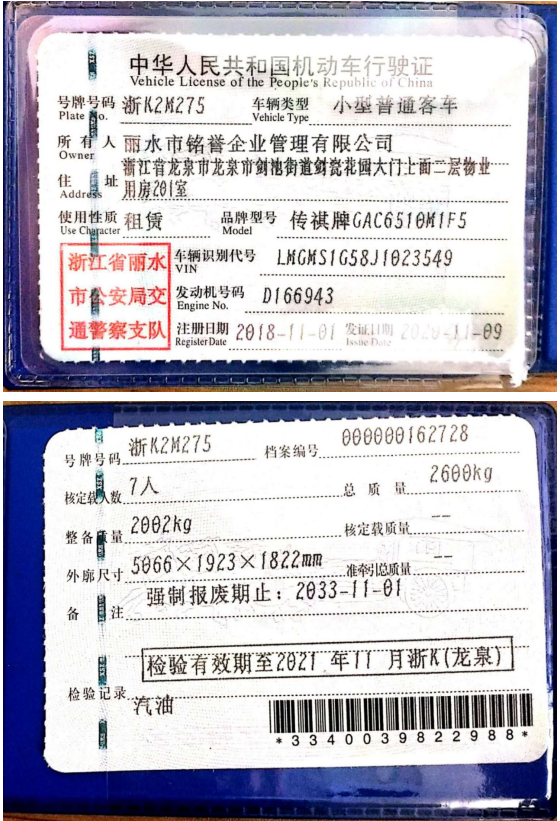 中华人民共和国机动车行驶证
Vehicle License of the People's Republic of China
号牌号码 浙K2M275 车辆类型 小型普通客车
Plate No. Vehicle Type
所有人 丽水市铭誉企业管理有限公司
Owner
浙江省龙泉市龙泉市剑池街道剑瓷花园大门上面二层物业
住址 用房201室
Address
使用性质 租赁 品牌型号 传祺牌GAC6510M1F5
Use Character Model
浙江省丽水
市公安局交
通警察支队
车辆识别代号 LMGMS1G58J1023549
VIN
发动机号码 D166943
Engine No.
注册日期 2018-11-01 发证日期 2020-11-09
Register Date Issue Date
号牌号码 浙K2M275 档案编号 000000162728
核定载人数 7人 总质量 2600kg
整备质量 2002kg 核定载质量 --
外廓尺寸 5066×1923×1822mm 准牵引总质量 --
备注 强制报废期止：2033-11-01
检验有效期至2021 年11 月浙K(龙泉)
检验记录
汽油
*3340039822988*